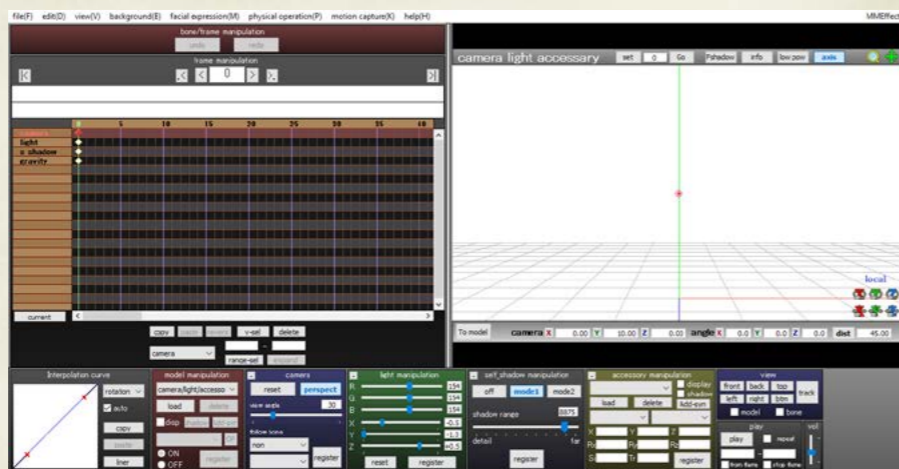 file(F) edit(D) view(V) background(B) facial expression(M) physical operation(P) motion capture(K) help(H) MMEffect
bone/frame manipulation
undo redo
frame manipulation
0
camera light accessary set 0 Go Pshadow info low pow axis
0 5 10 15 20 25 30 35 40
camera
light
s shadow
gravity
local
current
copy paste reverse v-sel delete
camera
range-sel expand
To model camera X 0.00 Y 10.00 Z 0.00 angle X 0.0 Y 0.0 Z 0.0 dist 45.00
Interpolation curve
rotation
auto
copy
paste
liner
model manipulation
camera/light/accesso
load delete
disp shadow Add-syn
OF
ON
OFF
register
camera
reset perspect
view angle 30
follow bone
non
register
light manipulation
R 154
G 154
B 154
X -0.5
Y -1.0
Z +0.5
reset register
self_shadow manipulation
off mode1 mode2
shadow range 8875
detail far
register
accessory manipulation
display
shadow
load delete Add-syn
X Y Z
Rx Ry Rz
Si Tr register
view
front back top
left right btm
track
model bone
play
play repeat
vol
from frame stop frame